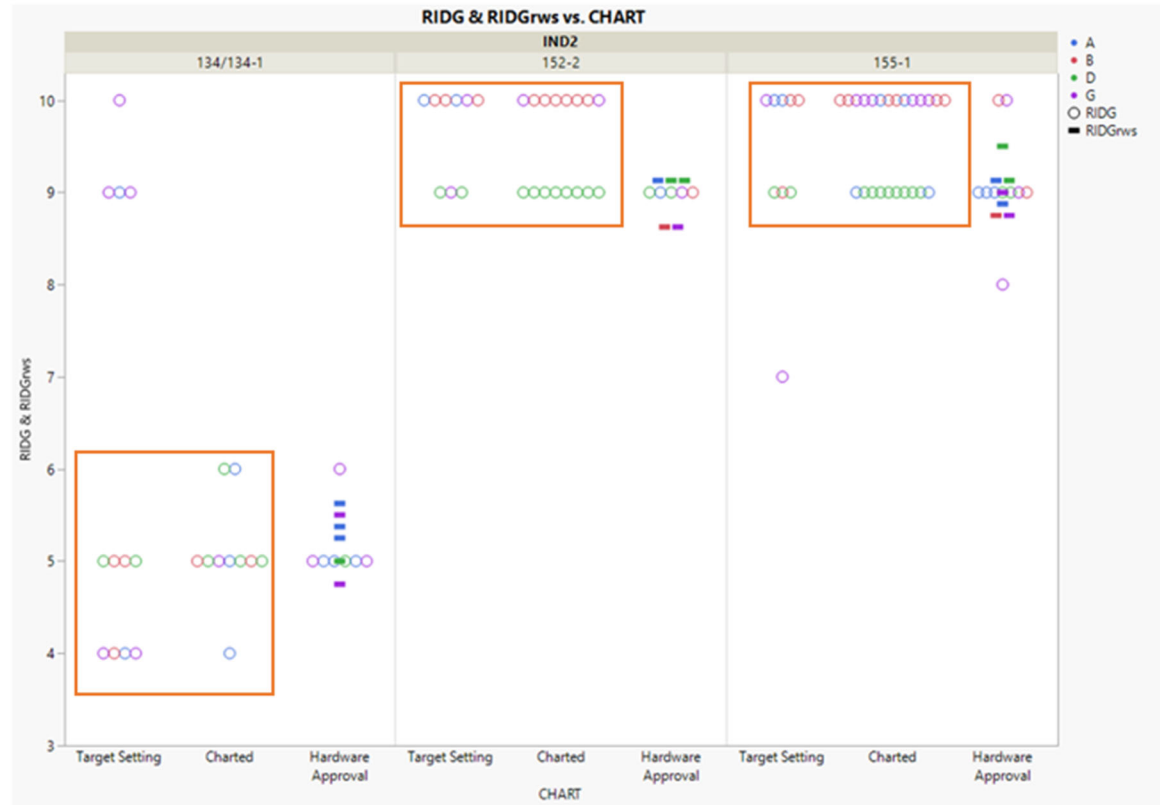 RIDG & RIDGrws vs. CHART
IND2
134/134-1 152-2 155-1
A
B
D
G
RIDG
RIDGrws
10
9
8
7
6
5
4
3
RIDG & RIDGrws
Target Setting Charted Hardware Approval Target Setting Charted Hardware Approval Target Setting Charted Hardware Approval
CHART